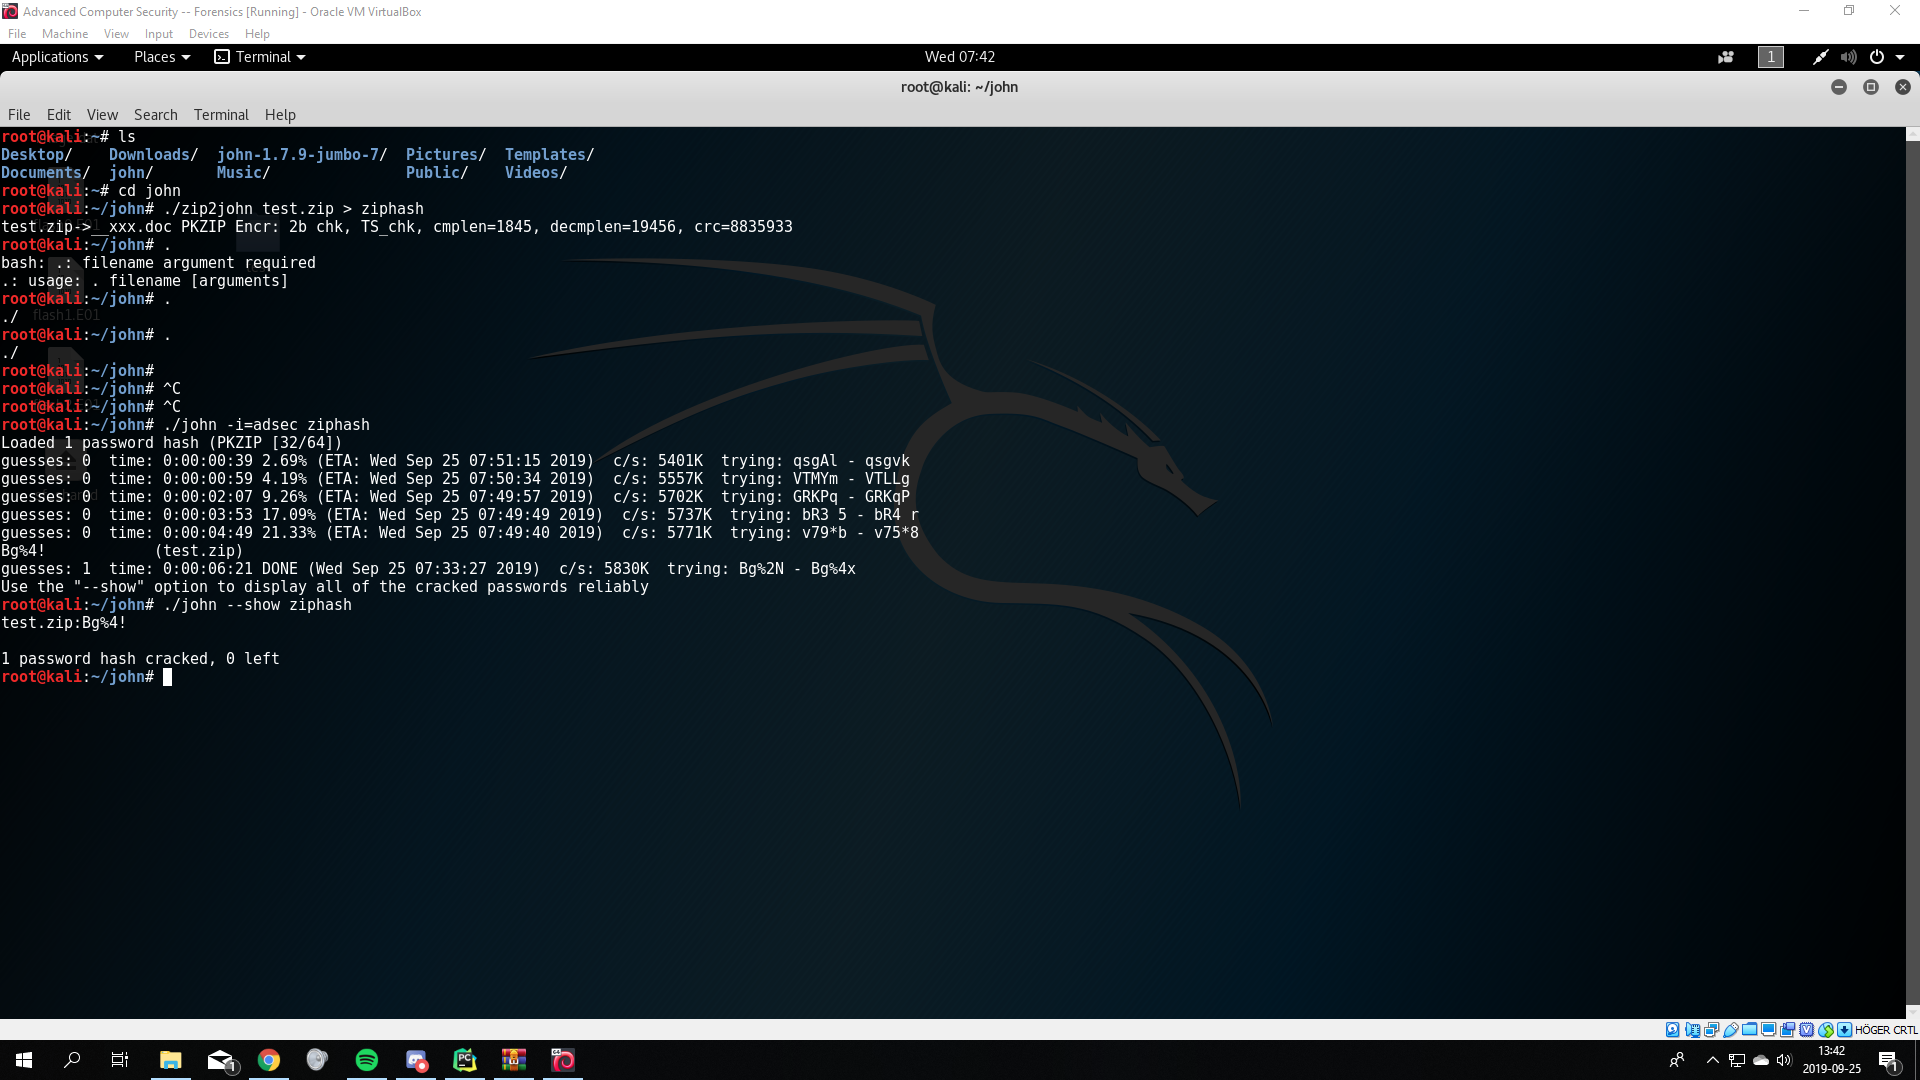 Advanced Computer Security -- Forensics [Running] - Oracle VM VirtualBox
File Machine View Input Devices Help
Applications Places Terminal Wed 07:42 1
root@kali: ~/john
File Edit View Search Terminal Help
root@kali:~# ls
Desktop/ Downloads/ john-1.7.9-jumbo-7/ Pictures/ Templates/
Documents/ john/ Music/ Public/ Videos/
root@kali:~# cd john
root@kali:~/john# ./zip2john test.zip > ziphash
test.zip->__xxx.doc PKZIP Encr: 2b chk, TS_chk, cmplen=1845, decmplen=19456, crc=8835933
root@kali:~/john# .
bash: .: filename argument required
.: usage: . filename [arguments]
root@kali:~/john# .
./
flash1.E01
root@kali:~/john# .
./
root@kali:~/john#
root@kali:~/john# ^C
root@kali:~/john# ^C
root@kali:~/john# ./john -i=adsec ziphash
Loaded 1 password hash (PKZIP [32/64])
guesses: 0 time: 0:00:00:39 2.69% (ETA: Wed Sep 25 07:51:15 2019) c/s: 5401K trying: qsgAl - qsgvk
guesses: 0 time: 0:00:00:59 4.19% (ETA: Wed Sep 25 07:50:34 2019) c/s: 5557K trying: VTMYm - VTLLg
guesses: 0 time: 0:00:02:07 9.26% (ETA: Wed Sep 25 07:49:57 2019) c/s: 5702K trying: GRKPq - GRKqP
guesses: 0 time: 0:00:03:53 17.09% (ETA: Wed Sep 25 07:49:49 2019) c/s: 5737K trying: bR3 5 - bR4 r
guesses: 0 time: 0:00:04:49 21.33% (ETA: Wed Sep 25 07:49:40 2019) c/s: 5771K trying: v79*b - v75*8
Bg%4! (test.zip)
guesses: 1 time: 0:00:06:21 DONE (Wed Sep 25 07:33:27 2019) c/s: 5830K trying: Bg%2N - Bg%4x
Use the "--show" option to display all of the cracked passwords reliably
root@kali:~/john# ./john --show ziphash
test.zip:Bg%4!
1 password hash cracked, 0 left
root@kali:~/john#
HÖGER CRTL
13:42
2019-09-25